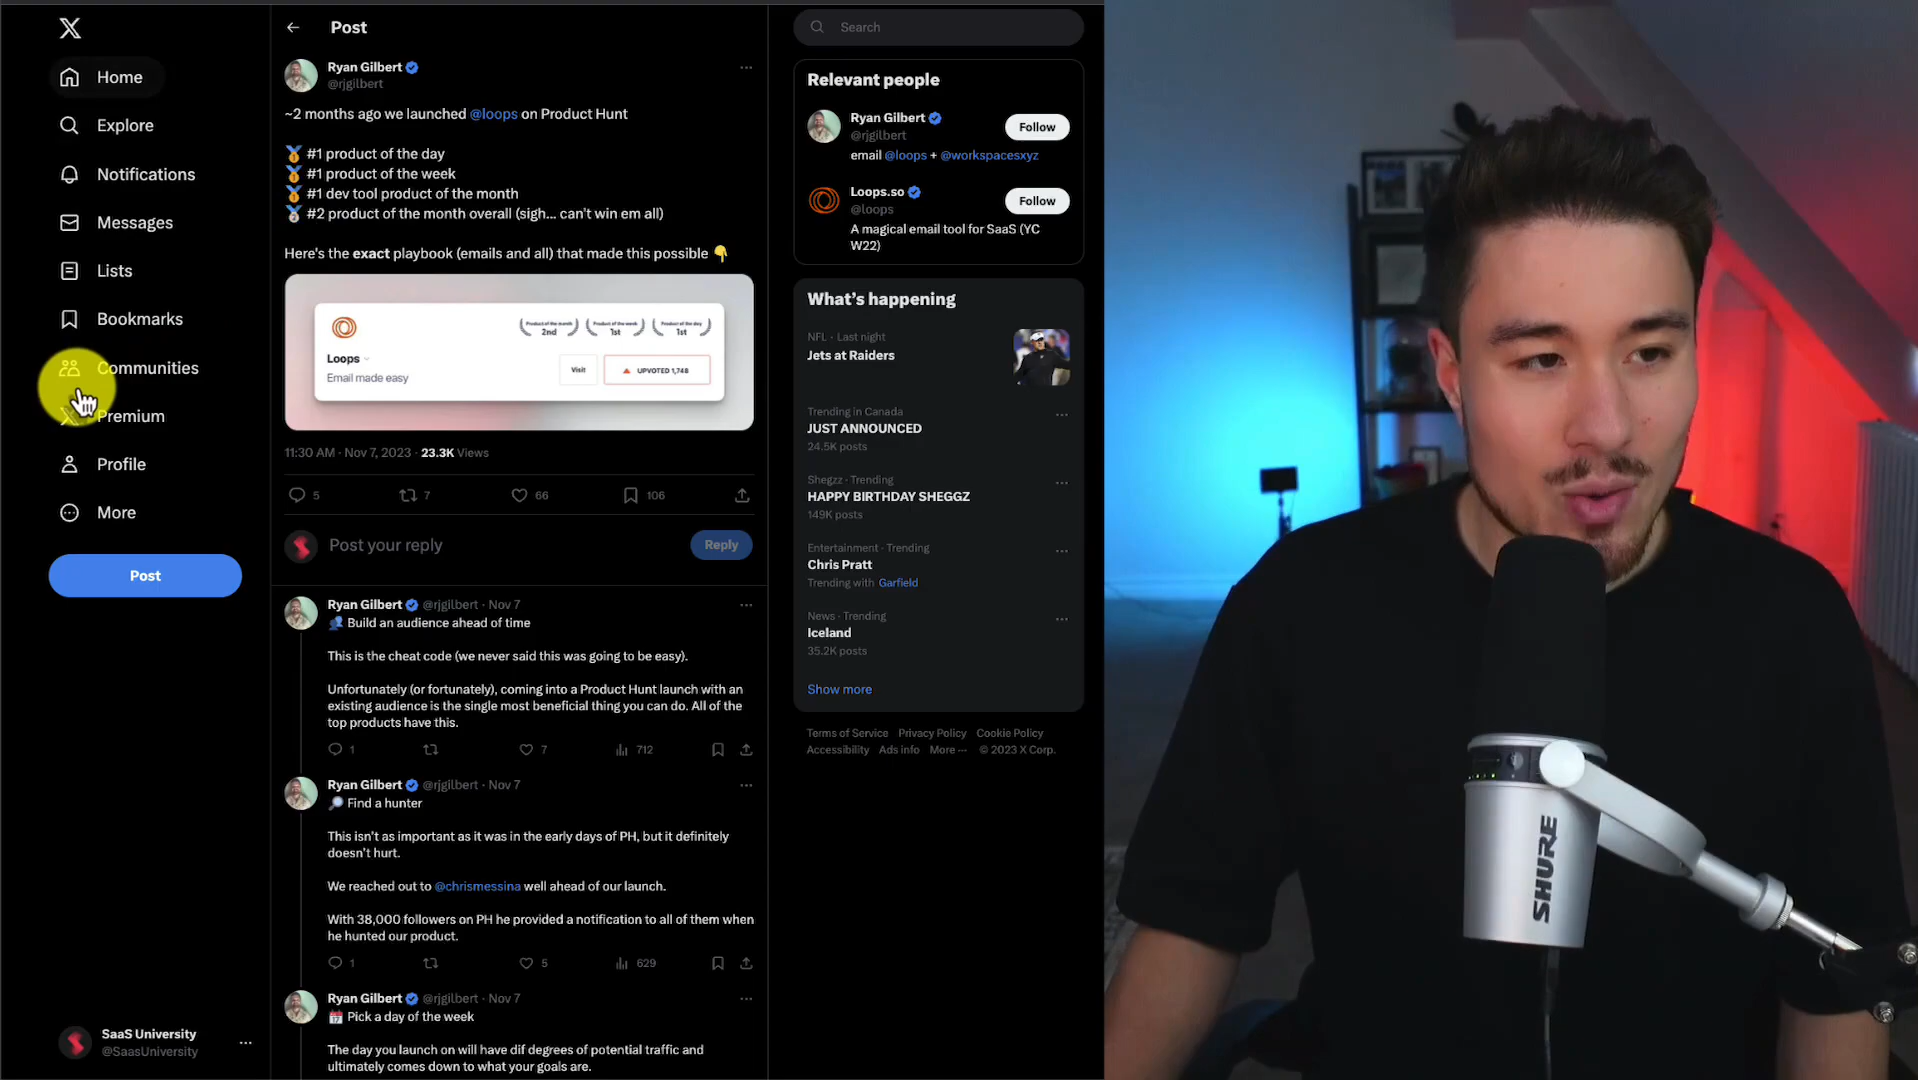 Home
Explore
Notifications
Messages
Lists
Bookmarks
Communities
Premium
Profile
More
Post
SaaS University
@SaasUniversity
Post
Ryan Gilbert
@rjgilbert
~2 months ago we launched @loops on Product Hunt
#1 product of the day
#1 product of the week
#1 dev tool product of the month
#2 product of the month overall (sigh... can't win em all)
Here's the exact playbook (emails and all) that made this possible
Product of the month
2nd
Product of the week
1st
Product of the day
1st
Loops
Email made easy
Visit
UPVOTED 1,748
11:30 AM · Nov 7, 2023 · 23.3K Views
5
7
66
106
Post your reply
Reply
Ryan Gilbert @rjgilbert · Nov 7
Build an audience ahead of time
This is the cheat code (we never said this was going to be easy).
Unfortunately (or fortunately), coming into a Product Hunt launch with an
existing audience is the single most beneficial thing you can do. All of the
top products have this.
1
7
712
Ryan Gilbert @rjgilbert · Nov 7
Find a hunter
This isn't as important as it was in the early days of PH, but it definitely
doesn't hurt.
We reached out to @chrismessina well ahead of our launch.
With 38,000 followers on PH he provided a notification to all of them when
he hunted our product.
1
5
629
Ryan Gilbert @rjgilbert · Nov 7
17 Pick a day of the week
The day you launch on will have dif degrees of potential traffic and
ultimately comes down to what your goals are.
Search
Relevant people
Ryan Gilbert
@rjgilbert
Follow
email @loops + @workspacesxyz
Loops.so
@loops
Follow
A magical email tool for SaaS (YC
W22)
What's happening
NFL · Last night
Jets at Raiders
Trending in Canada
JUST ANNOUNCED
24.5K posts
Shegzz · Trending
HAPPY BIRTHDAY SHEGGZ
149K posts
Entertainment · Trending
Chris Pratt
Trending with Garfield
News · Trending
Iceland
35.2K posts
Show more
Terms of Service Privacy Policy Cookie Policy
Accessibility Ads info More ··· © 2023 X Corp.
SHURE